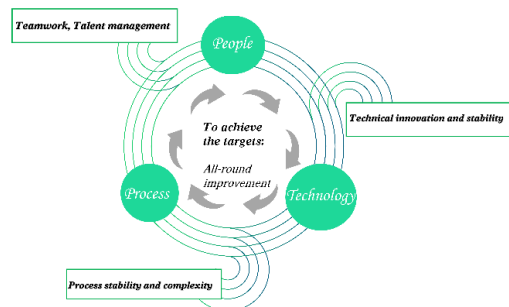 Teamwork, Talent management
People
Technical innovation and stability
To achieve
the targets:
All-round
improvement
Process
Technology
Process stability and complexity